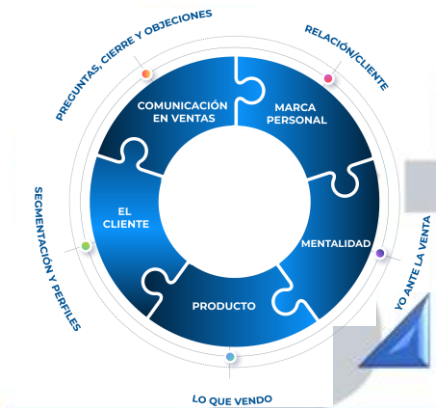 PREGUNTAS, CIERRE Y OBJECIONES
RELACIÓN/CLIENTE
COMUNICACIÓN
EN VENTAS
MARCA
PERSONAL
EL
CLIENTE
MENTALIDAD
PRODUCTO
SEGMENTACIÓN Y PERFILES
YO ANTE LA VENTA
LO QUE VENDO